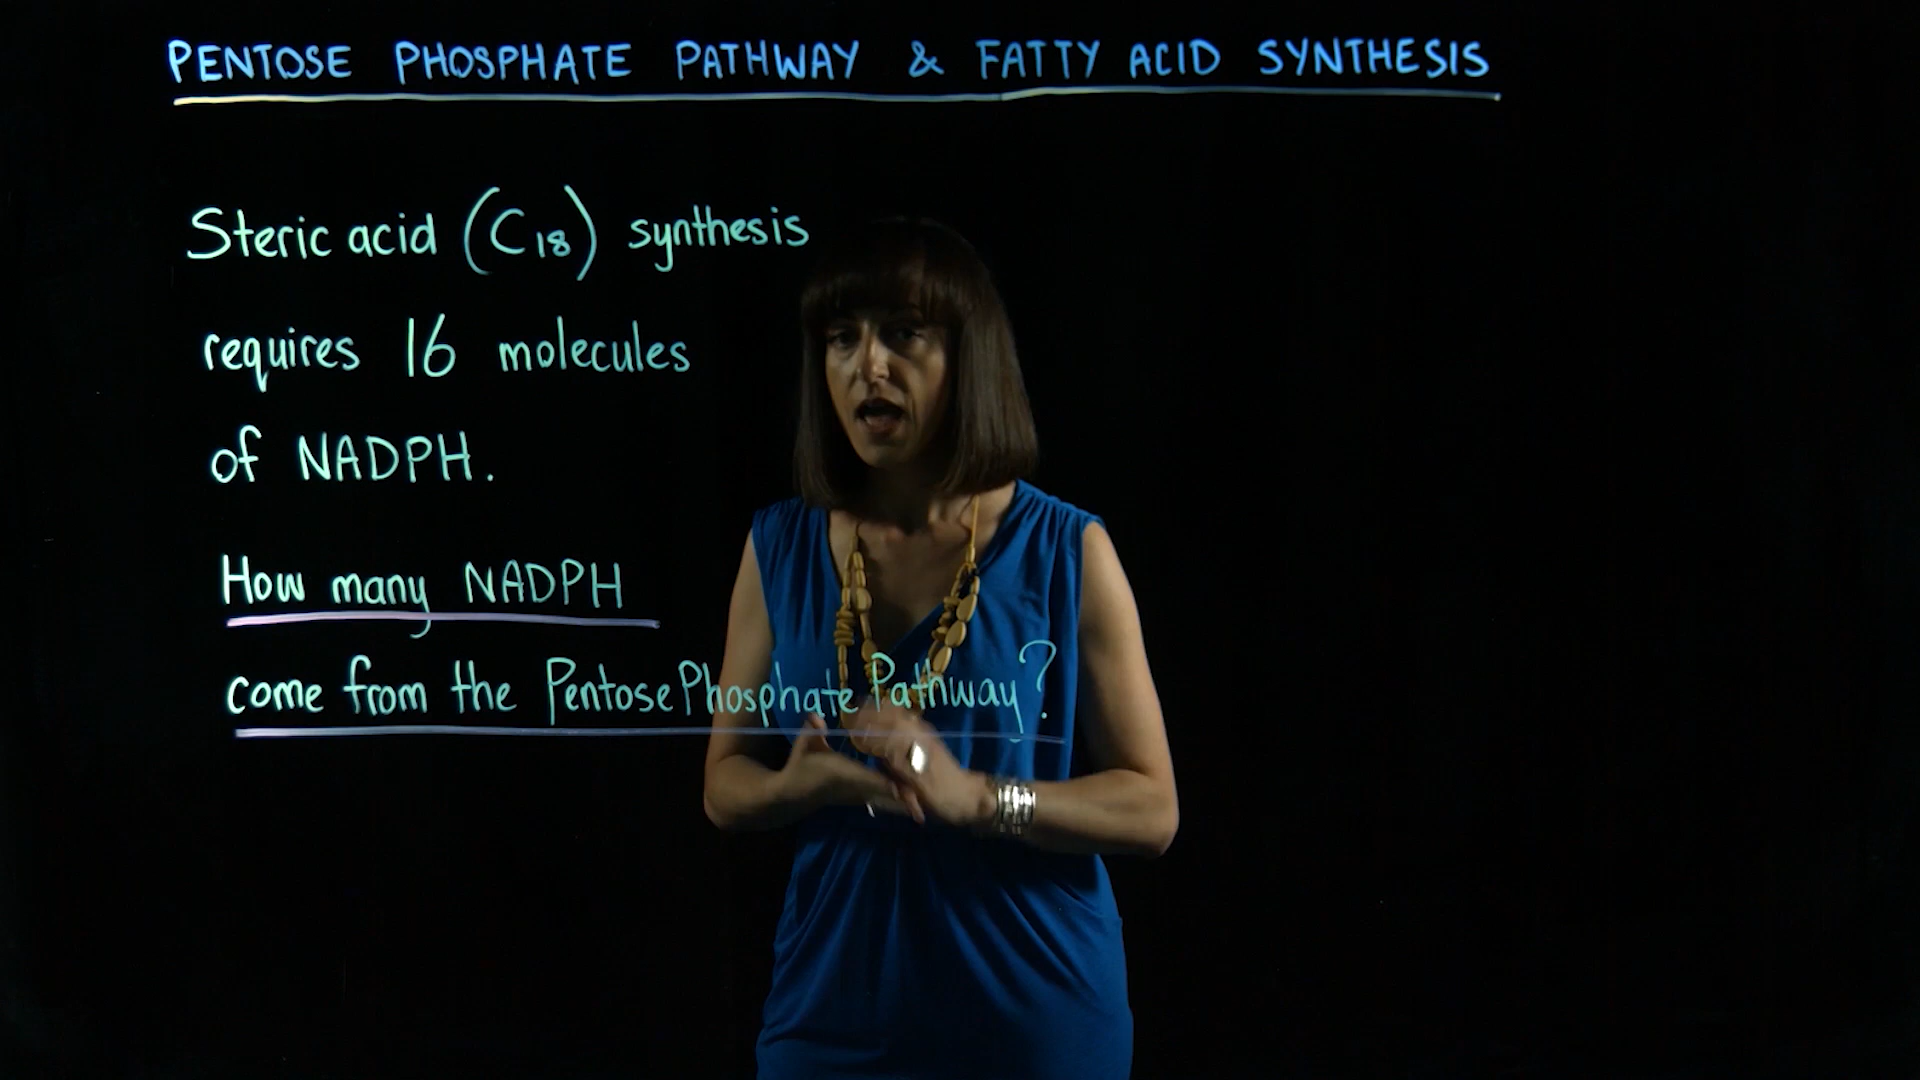 PENTOSE PHOSPHATE PATHWAY & FATTY ACID SYNTHESIS
Steric acid (C18) synthesis
requires 16 molecules
of NADPH.
How many NADPH
come from the Pentose Phosphate Pathway?